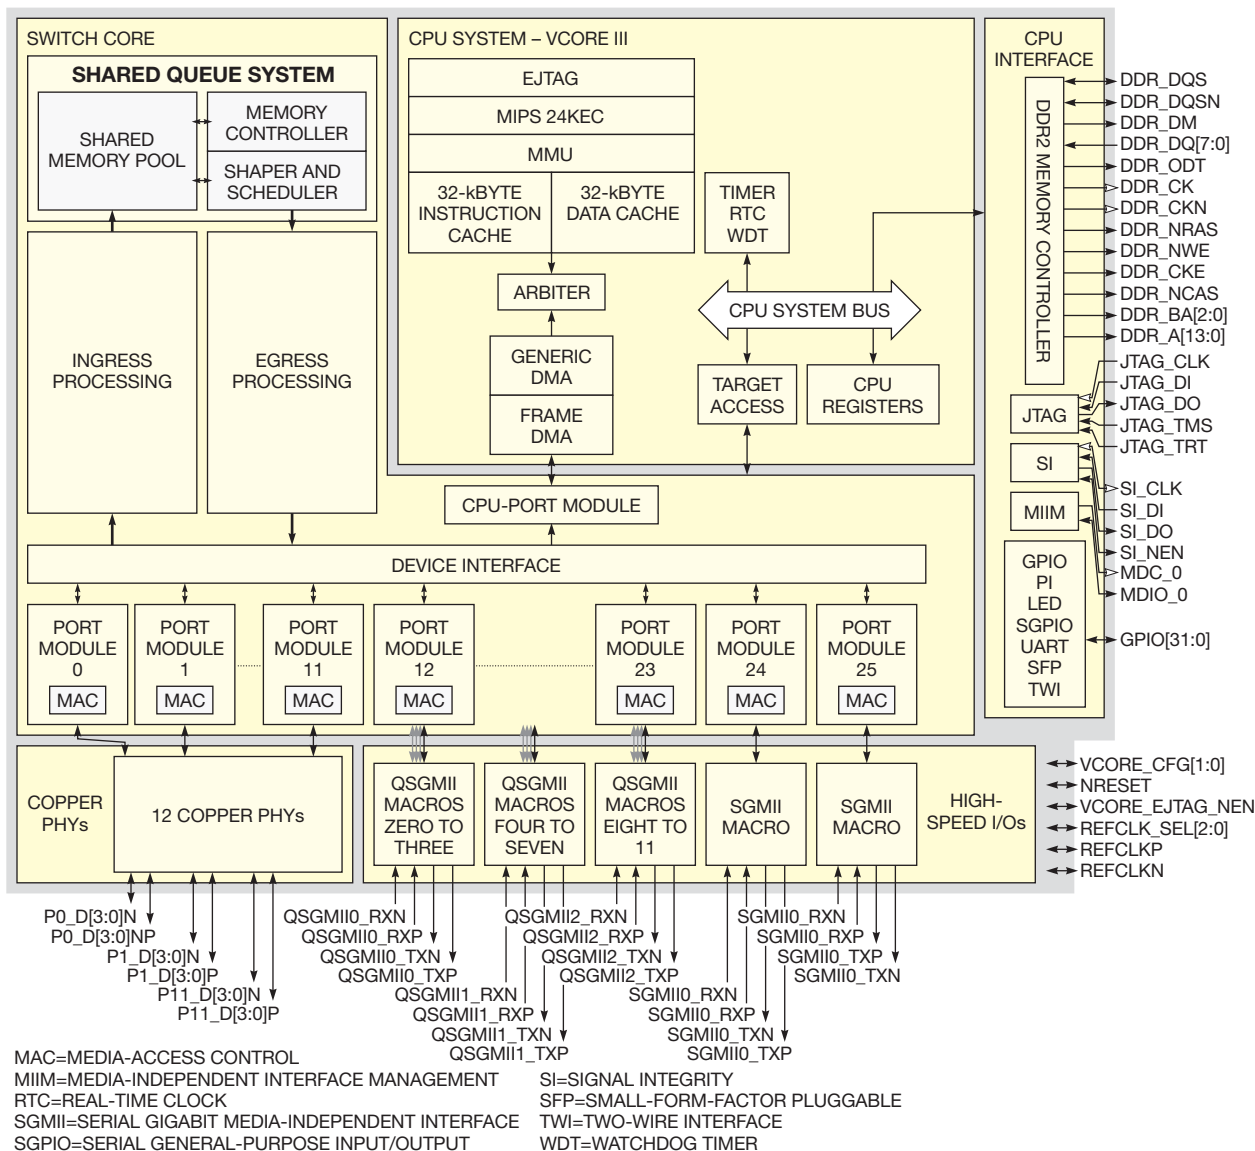 SWITCH CORE
SHARED QUEUE SYSTEM
SHARED
MEMORY POOL
MEMORY
CONTROLLER
SHAPER AND
SCHEDULER
INGRESS
PROCESSING
EGRESS
PROCESSING
CPU SYSTEM – VCORE III
EJTAG
MIPS 24KEC
MMU
32-kBYTE
INSTRUCTION
CACHE
32-kBYTE
DATA CACHE
TIMER
RTC
WDT
ARBITER
CPU SYSTEM BUS
GENERIC
DMA
FRAME
DMA
TARGET
ACCESS
CPU
REGISTERS
CPU-PORT MODULE
DEVICE INTERFACE
PORT
MODULE
0
MAC
PORT
MODULE
1
MAC
PORT
MODULE
11
MAC
PORT
MODULE
12
MAC
PORT
MODULE
23
MAC
PORT
MODULE
24
MAC
PORT
MODULE
25
MAC
CPU
INTERFACE
DDR2 MEMORY CONTROLLER
JTAG
SI
MIIM
GPIO
PI
LED
SGPIO
UART
SFP
TWI
DDR_DQS
DDR_DQSN
DDR_DM
DDR_DQ[7:0]
DDR_ODT
DDR_CK
DDR_CKN
DDR_NRAS
DDR_NWE
DDR_CKE
DDR_NCAS
DDR_BA[2:0]
DDR_A[13:0]
JTAG_CLK
JTAG_DI
JTAG_DO
JTAG_TMS
JTAG_TRT
SI_CLK
SI_DI
SI_DO
SI_NEN
MDC_0
MDIO_0
GPIO[31:0]
COPPER
PHYs
12 COPPER PHYs
QSGMII
MACROS
ZERO TO
THREE
QSGMII
MACROS
FOUR TO
SEVEN
QSGMII
MACROS
EIGHT TO
11
SGMII
MACRO
SGMII
MACRO
HIGH-
SPEED I/Os
VCORE_CFG[1:0]
NRESET
VCORE_EJTAG_NEN
REFCLK_SEL[2:0]
REFCLKP
REFCLKN
P0_D[3:0]N
P0_D[3:0]NP
P1_D[3:0]N
P1_D[3:0]P
P11_D[3:0]N
P11_D[3:0]P
QSGMII0_RXN
QSGMII0_RXP
QSGMII0_TXN
QSGMII0_TXP
QSGMII1_RXN
QSGMII1_RXP
QSGMII1_TXN
QSGMII1_TXP
QSGMII2_RXN
QSGMII2_RXP
QSGMII2_TXN
QSGMII2_TXP
SGMII0_RXN
SGMII0_RXP
SGMII0_TXN
SGMII0_TXP
SGMII0_RXN
SGMII0_RXP
SGMII0_TXP
SGMII0_TXN
MAC=MEDIA-ACCESS CONTROL
MIIM=MEDIA-INDEPENDENT INTERFACE MANAGEMENT
RTC=REAL-TIME CLOCK
SGMII=SERIAL GIGABIT MEDIA-INDEPENDENT INTERFACE
SGPIO=SERIAL GENERAL-PURPOSE INPUT/OUTPUT
SI=SIGNAL INTEGRITY
SFP=SMALL-FORM-FACTOR PLUGGABLE
TWI=TWO-WIRE INTERFACE
WDT=WATCHDOG TIMER